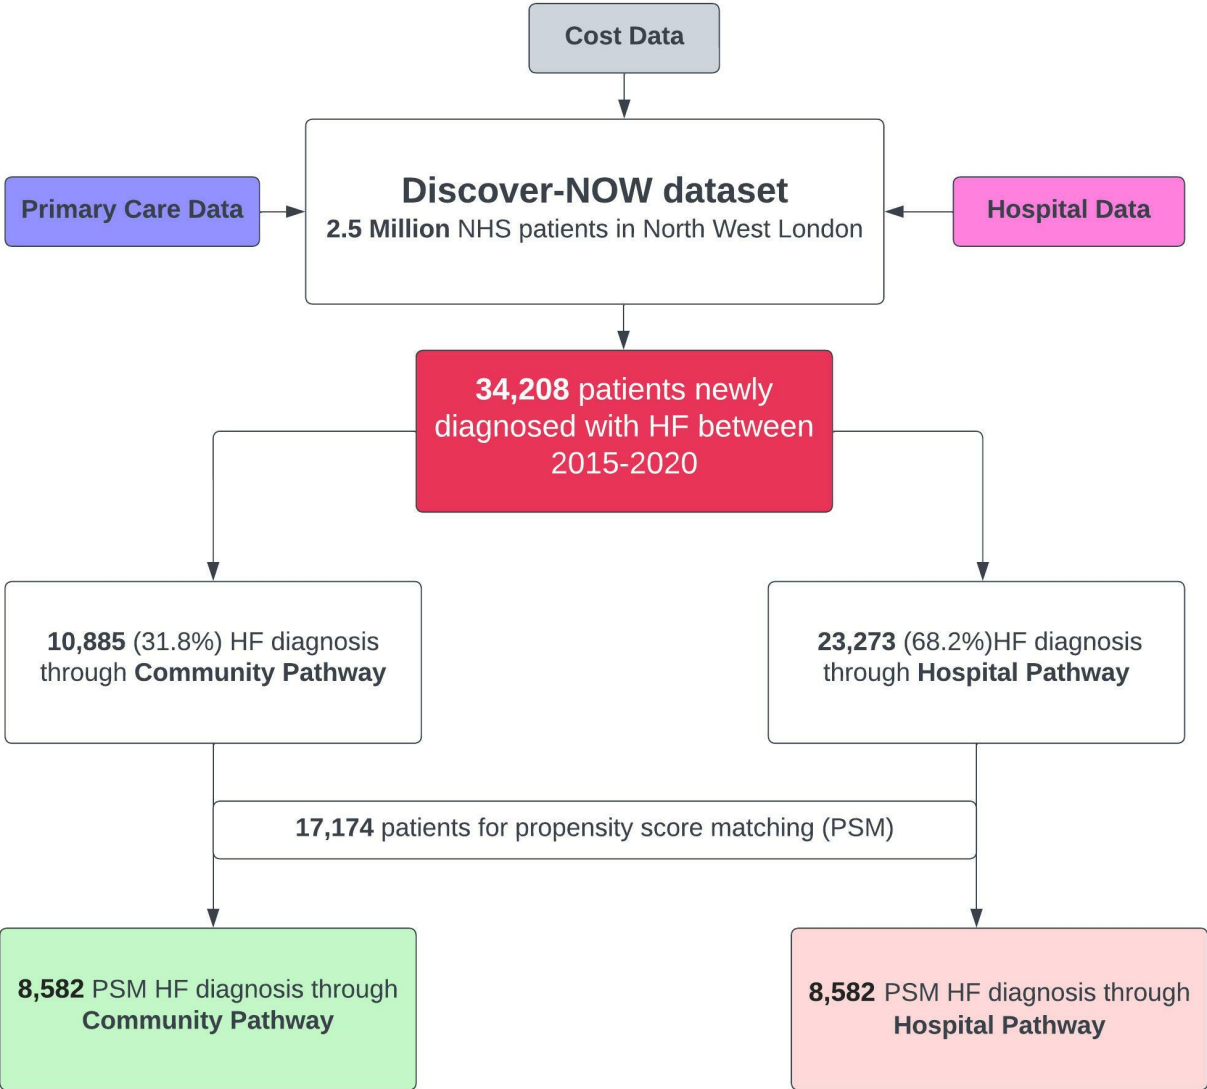 Cost Data
Primary Care Data
Discover-NOW dataset
2.5 Million NHS patients in North West London
Hospital Data
34,208 patients newly
diagnosed with HF between
2015-2020
10,885 (31.8%) HF diagnosis
through Community Pathway
23,273 (68.2%)HF diagnosis
through Hospital Pathway
17,174 patients for propensity score matching (PSM)
8,582 PSM HF diagnosis through
Community Pathway
8,582 PSM HF diagnosis through
Hospital Pathway